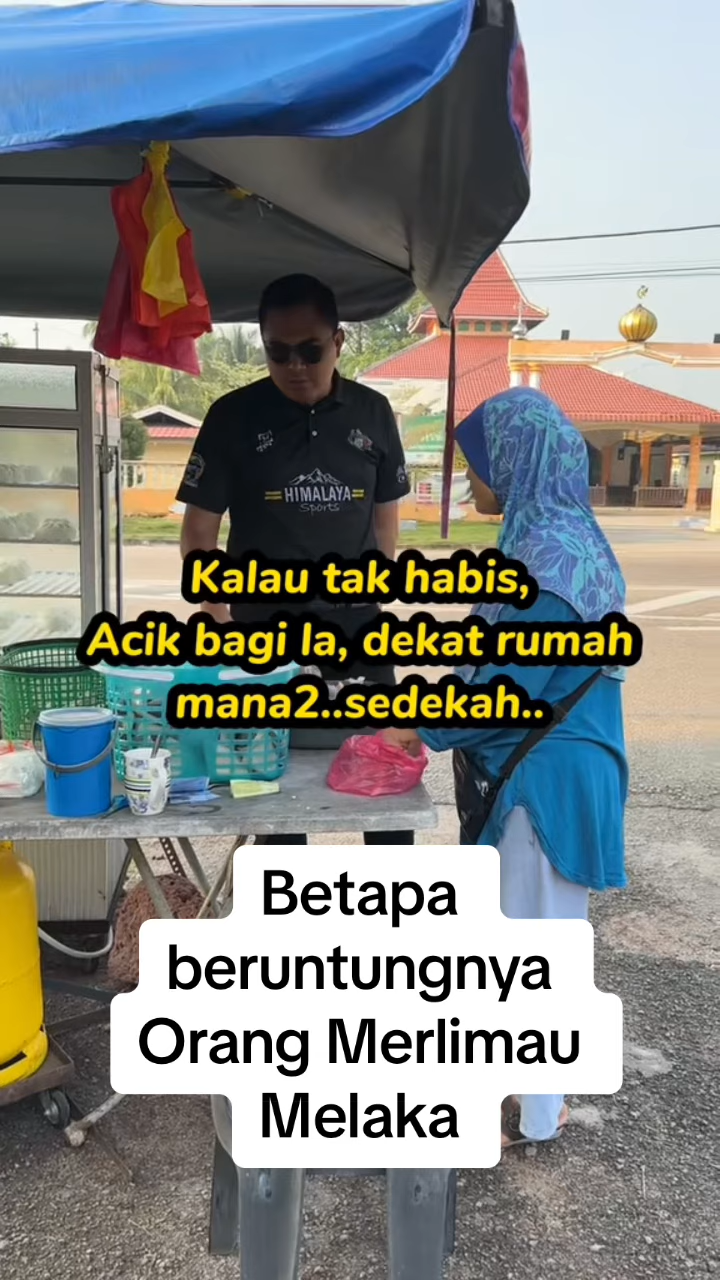 HIMALAYA
Sports
Kalau tak habis,
Acik bagi la, dekat rumah
mana2..sedekah..
Betapa
beruntungnya
Orang Merlimau
Melaka